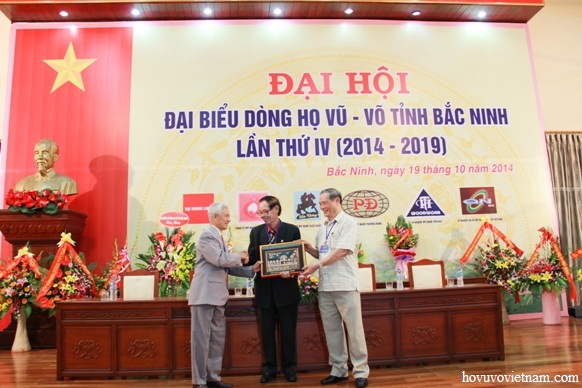 ĐẠI HỘI
ĐẠI BIỂU DÒNG HỌ VŨ - VÕ TỈNH BẮC NINH
LẦN THỨ IV (2014 - 2019)
Bắc Ninh, ngày 19 tháng 10 năm 2014
PĐ
hovuvovietnam.com